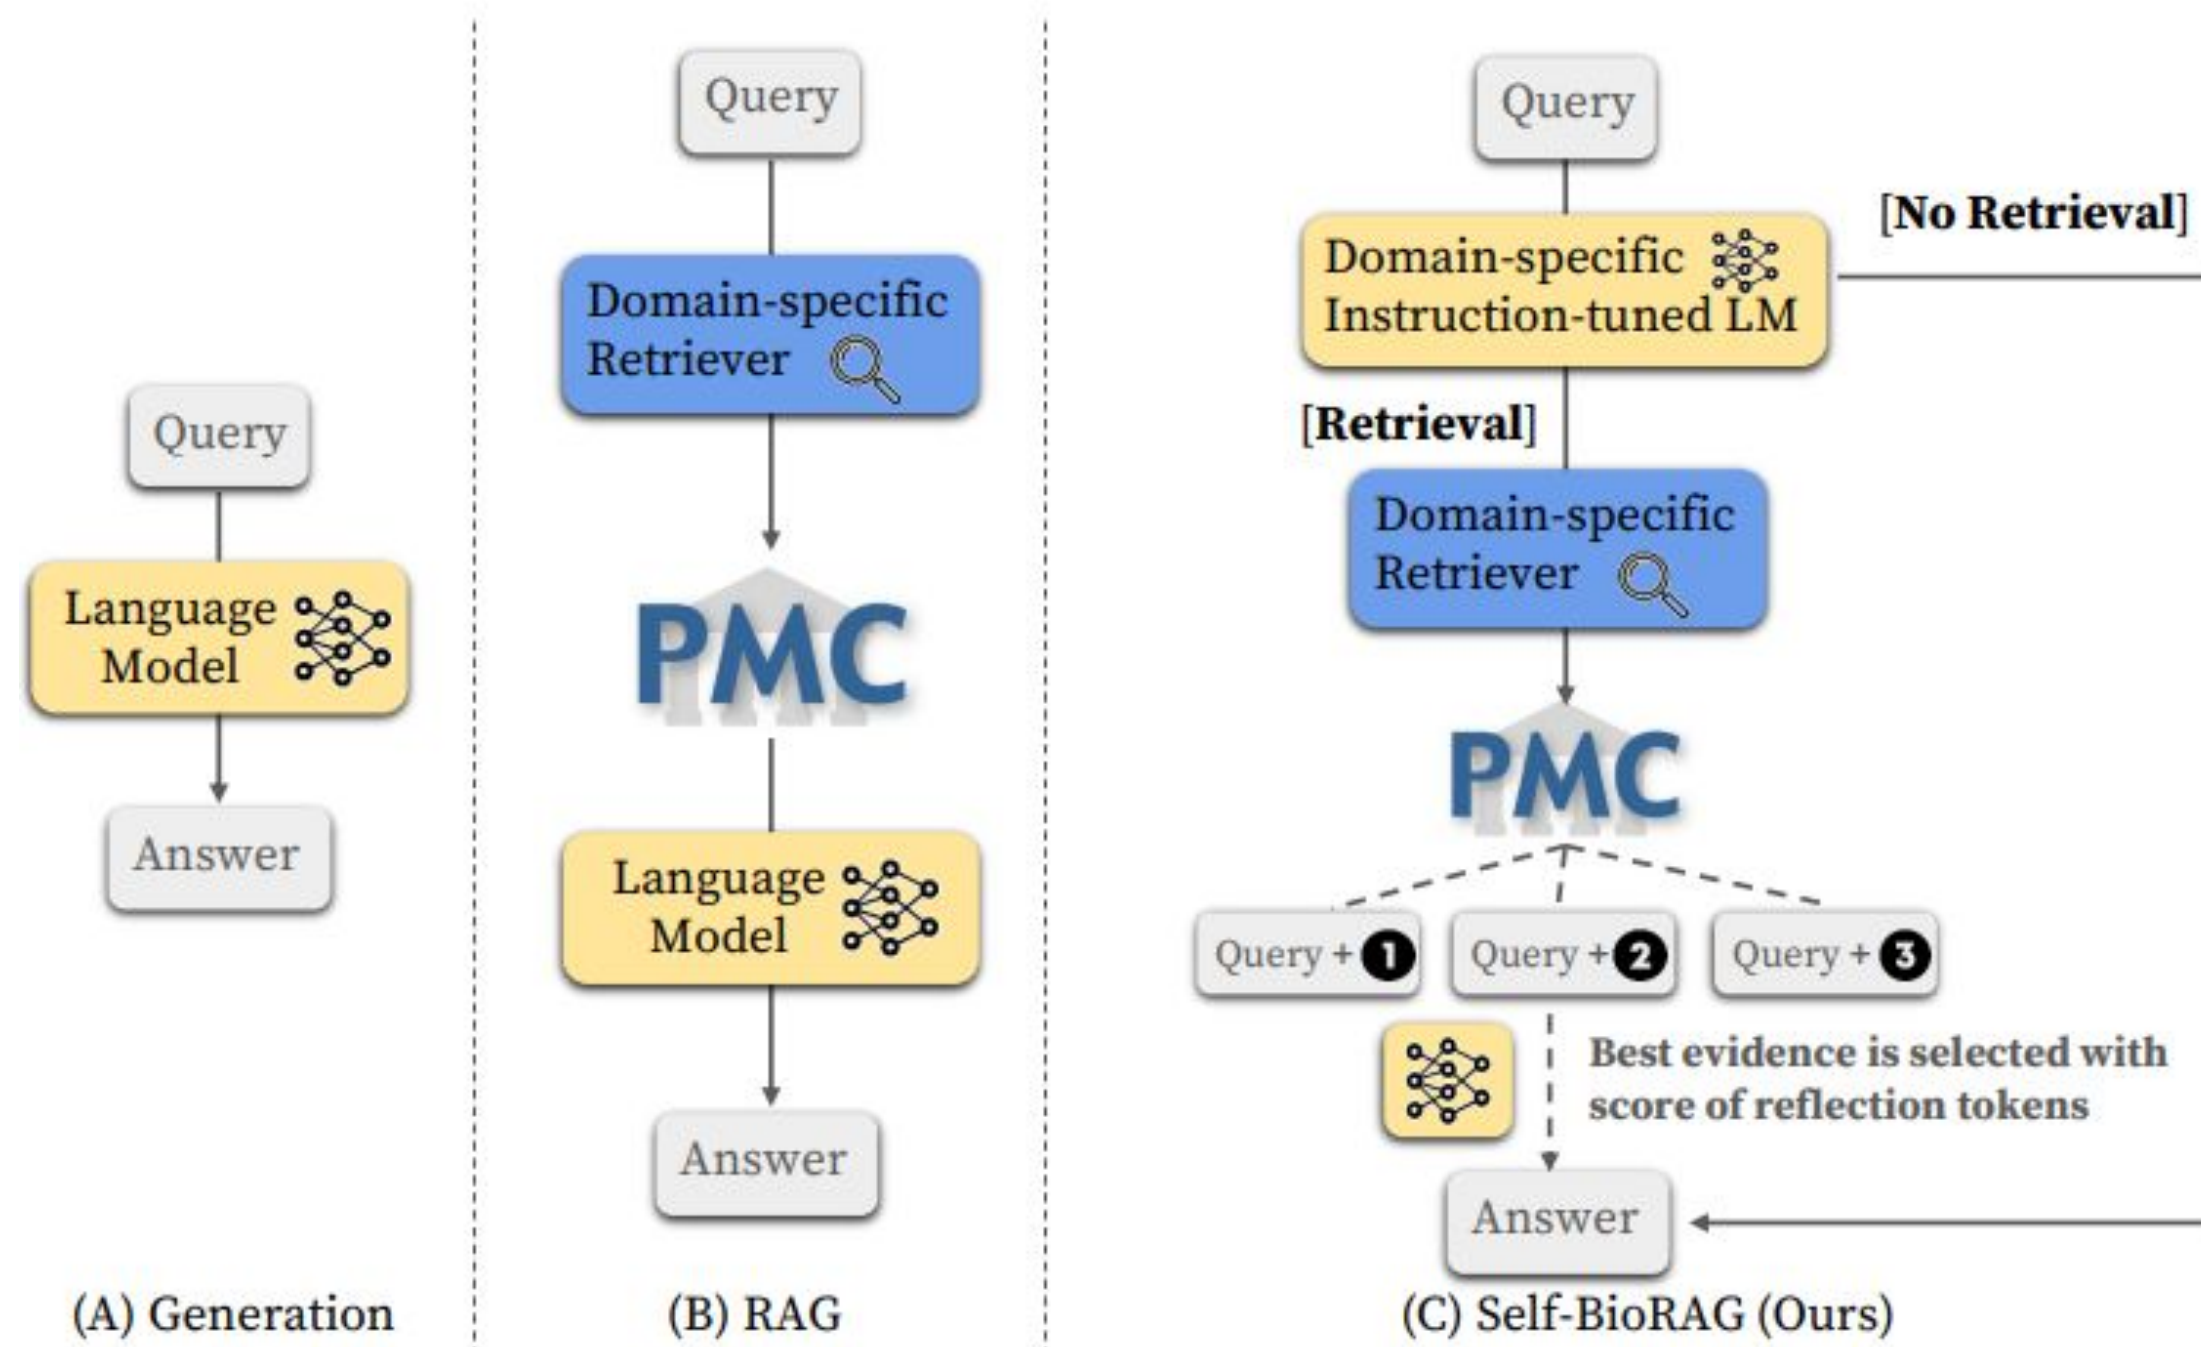 Query
Language
Model
Answer
(A) Generation
Query
Domain-specific
Retriever
PMC
Language
Model
Answer
(B) RAG
Query
Domain-specific
Instruction-tuned LM
[No Retrieval]
[Retrieval]
Domain-specific
Retriever
PMC
Query + 1
Query + 2
Query + 3
Best evidence is selected with
score of reflection tokens
Answer
(C) Self-BioRAG (Ours)